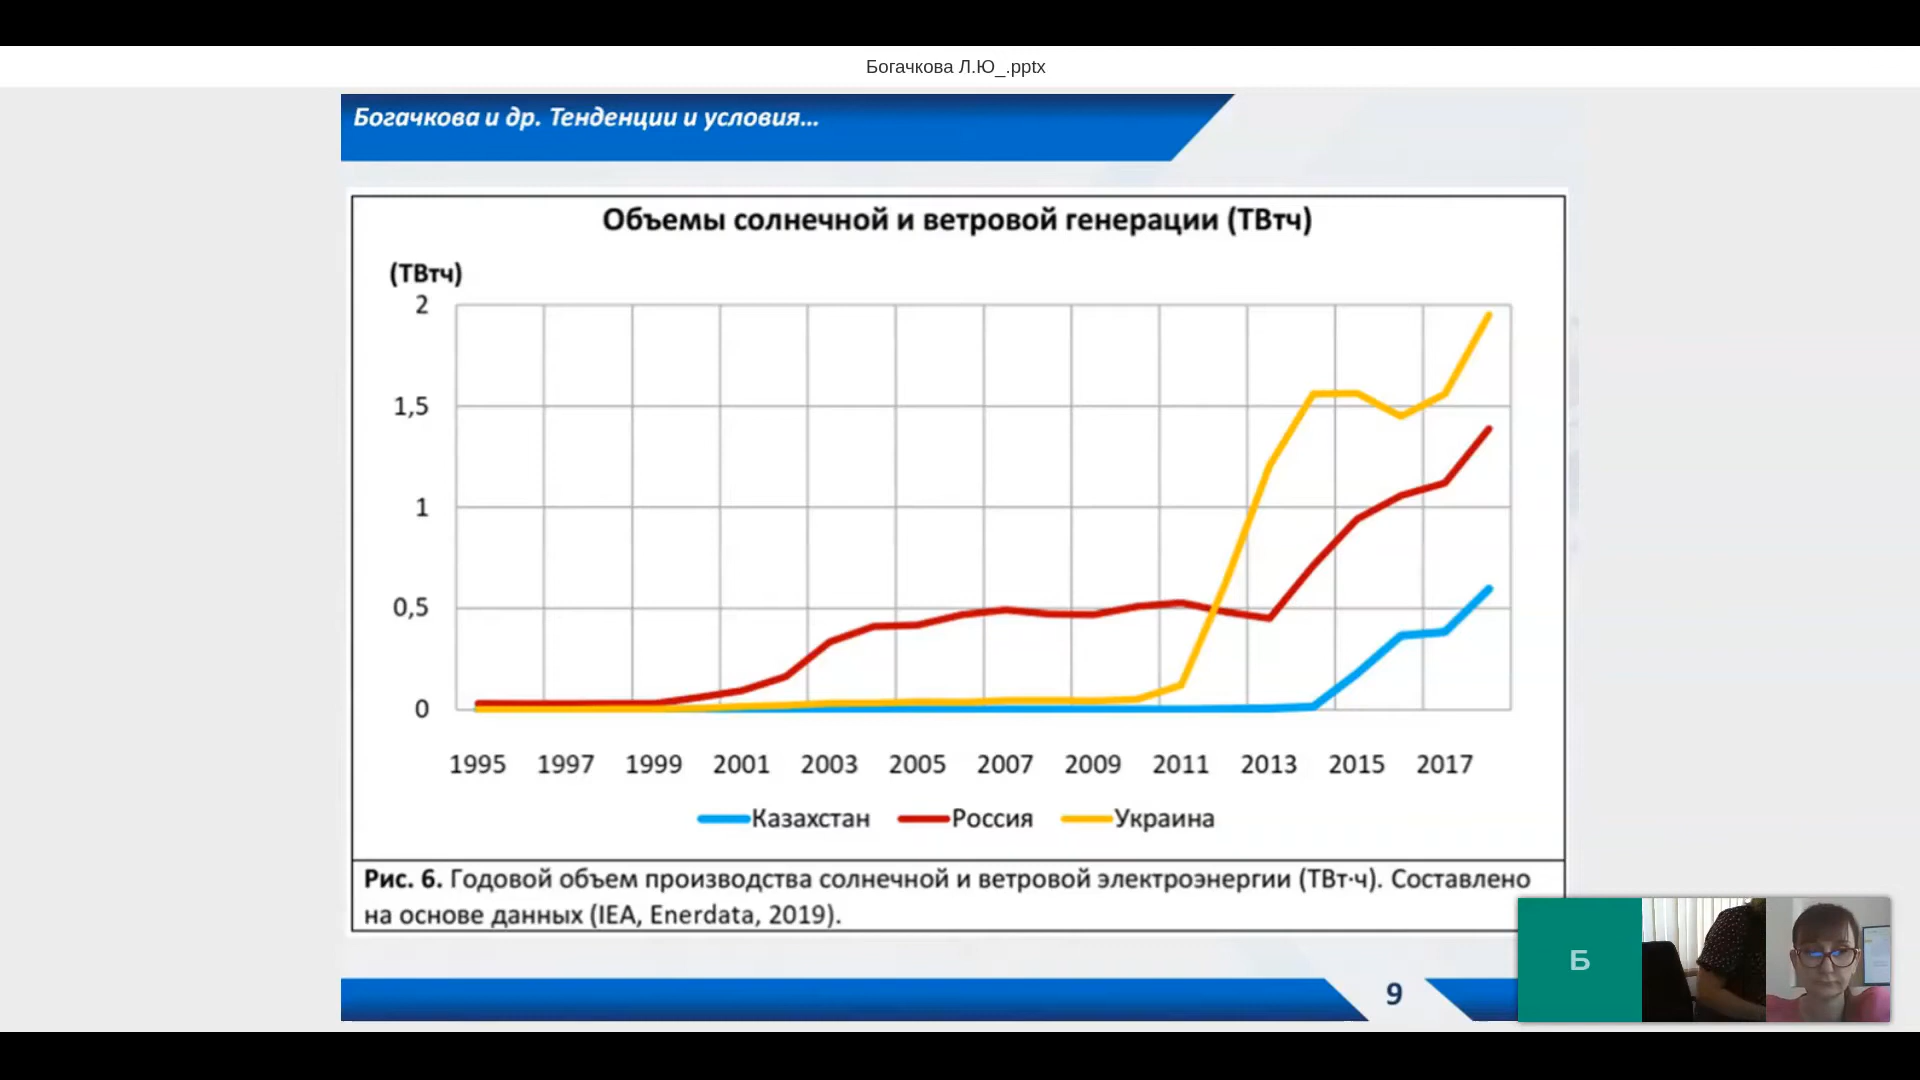 Богачкова Л.Ю_.pptx
Богачкова и др. Тенденции и условия...
Объемы солнечной и ветровой генерации (ТВтч)
(ТВтч)
2
1,5
1
0,5
0
1995 1997 1999 2001 2003 2005 2007 2009 2011 2013 2015 2017
Казахстан Россия Украина
Рис. 6. Годовой объем производства солнечной и ветровой электроэнергии (ТВт·ч). Составлено
на основе данных (IEA, Enerdata, 2019).
Б
9